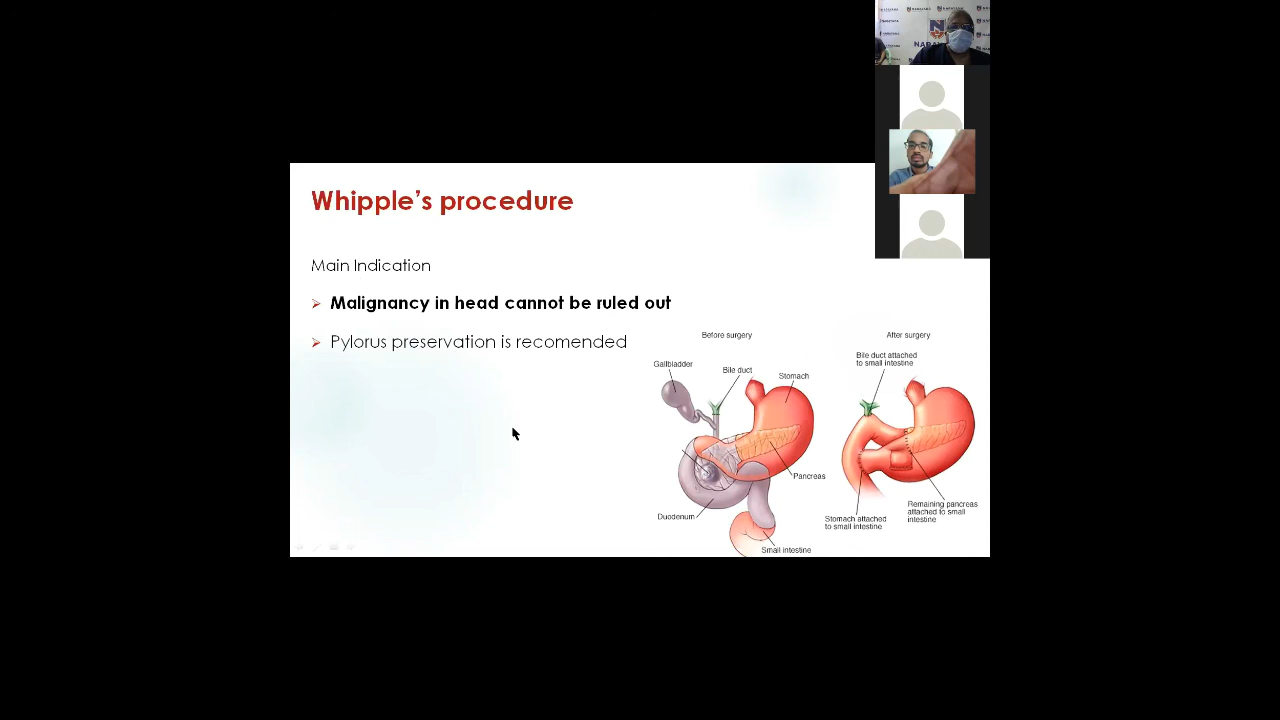 Whipple's procedure
Main Indication
Malignancy in head cannot be ruled out
Pylorus preservation is recomended
Before surgery
After surgery
Gallbladder
Bile duct
Stomach
Pancreas
Duodenum
Small intestine
Bile duct attached
to small intestine
Stomach attached
to small intestine
Remaining pancreas
attached to small
intestine